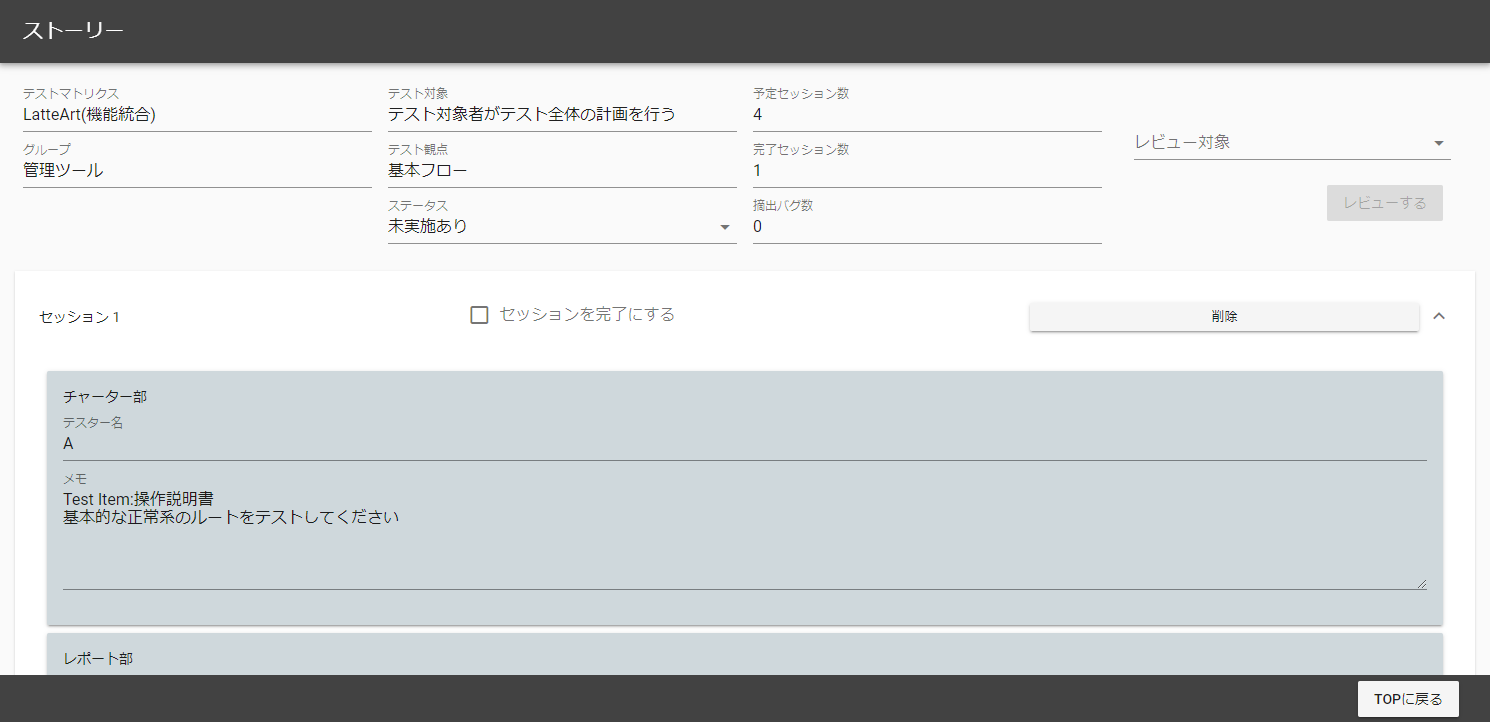 ストーリー
テストマトリクス
LatteArt(機能統合)
グループ
管理ツール
テスト対象
テスト対象者がテスト全体の計画を行う
テスト観点
基本フロー
ステータス
未実施あり
予定セッション数
4
完了セッション数
1
摘出バグ数
0
レビュー対象
レビューする
セッション 1
セッションを完了にする
削除
チャーター部
テスター名
A
メモ
Test Item:操作説明書
基本的な正常系のルートをテストしてください
レポート部
TOPに戻る